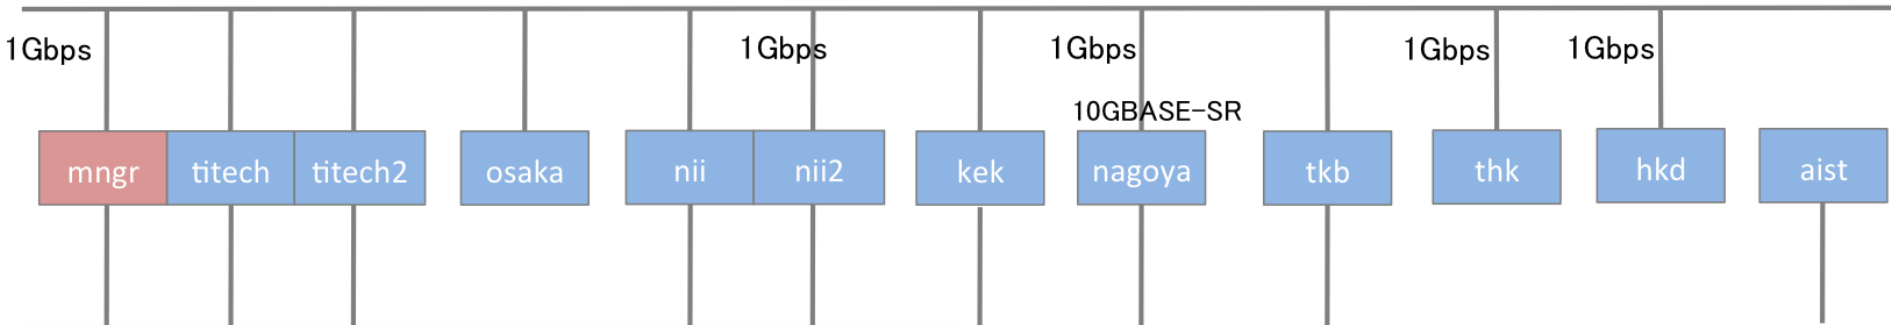 1Gbps 1Gbps 1Gbps 1Gbps 1Gbps
10GBASE-SR
mngr titech titech2 osaka nii nii2 kek nagoya tkb thk hkd aist